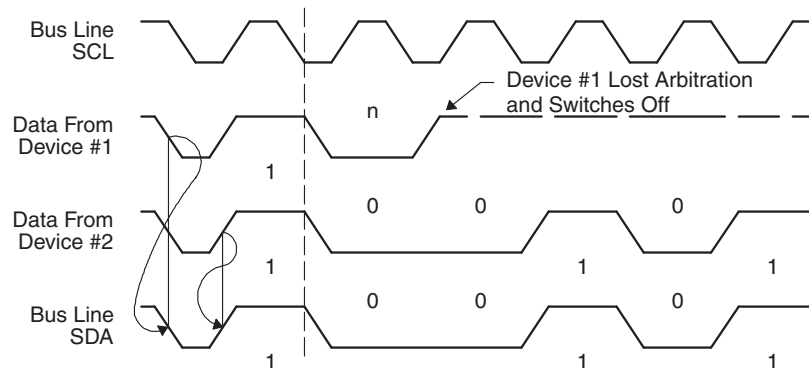 Bus Line
SCL
Device #1 Lost Arbitration
and Switches Off
n
Data From
Device #1
1
0 0 0
Data From
Device #2
1 1 1
0 0 0
Bus Line
SDA
1 1 1